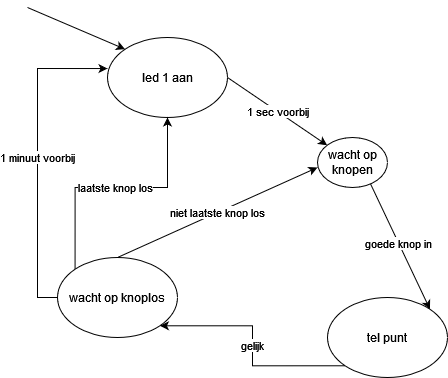 led 1 aan
1 sec voorbij
wacht op
knopen
1 minuut voorbij
laatste knop los
niet laatste knop los
goede knop in
wacht op knoplos
tel punt
gelijk